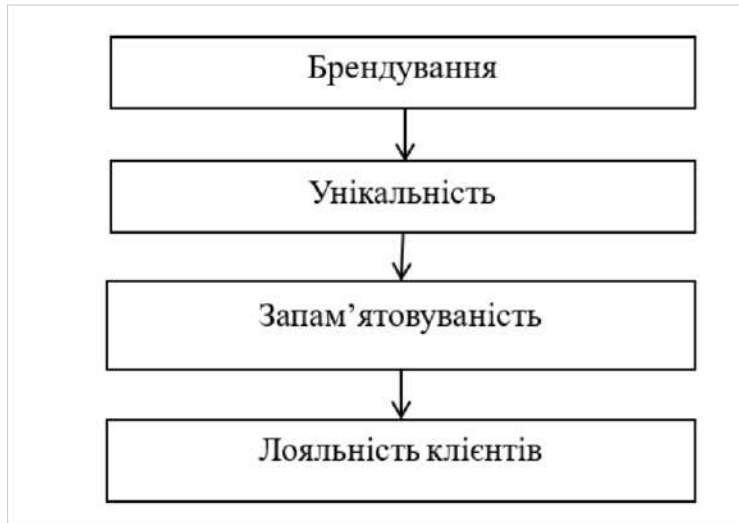 Брендування
Унікальність
Запам’ятовуваність
Лояльність клієнтів